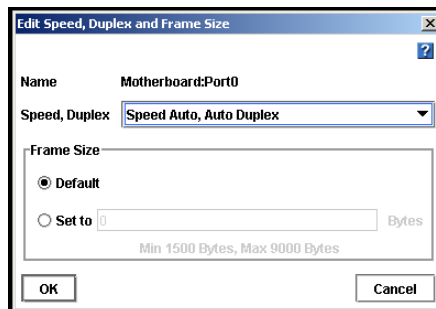 Edit Speed, Duplex and Frame Size
Name Motherboard:Port0
Speed, Duplex Speed Auto, Auto Duplex
Frame Size
Default
Set to 0 Bytes
Min 1500 Bytes, Max 9000 Bytes
OK Cancel